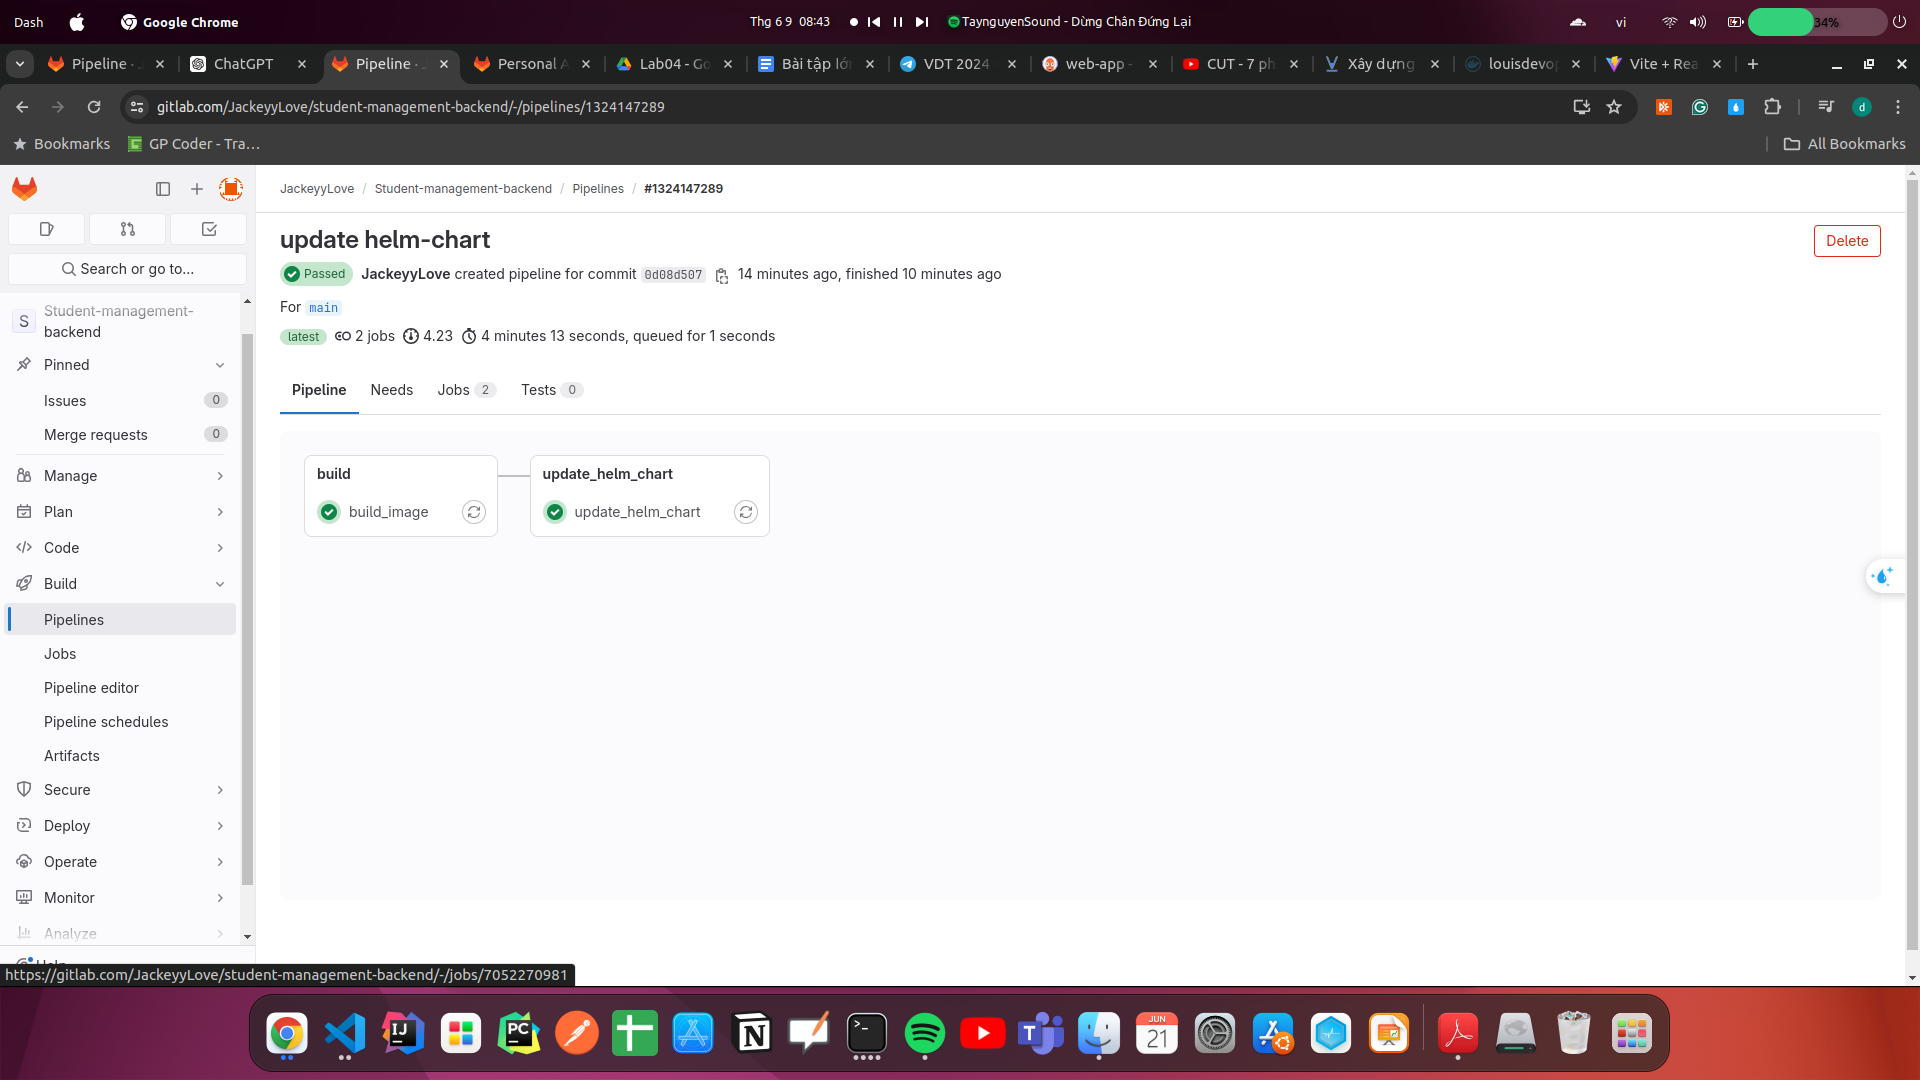 Dash
Google Chrome
Thg 6 9 08:43
TaynguyenSound - Dừng Chân Đứng Lại
vi
34%
Pipeline ·
ChatGPT
Pipeline ·
Personal A
Lab04 - Go
Bài tập lớ
VDT 2024
web-app -
CUT - 7 ph
Xây dựng
louisdevop
Vite + Rea
gitlab.com/JackeyyLove/student-management-backend/-/pipelines/1324147289
d
Bookmarks
GP Coder - Tra…
All Bookmarks
JackeyyLove / Student-management-backend / Pipelines / #1324147289
update helm-chart
Delete
Passed JackeyyLove created pipeline for commit 0d08d507 14 minutes ago, finished 10 minutes ago
For main
latest 2 jobs 4.23 4 minutes 13 seconds, queued for 1 seconds
Pipeline Needs Jobs 2 Tests 0
build
build_image
update_helm_chart
update_helm_chart
Search or go to...
S
Student-management-
backend
Pinned
Issues 0
Merge requests 0
Manage
Plan
Code
Build
Pipelines
Jobs
Pipeline editor
Pipeline schedules
Artifacts
Secure
Deploy
Operate
Monitor
Analyze
Help
https://gitlab.com/JackeyyLove/student-management-backend/-/jobs/7052270981
IJ
PC
JUN
21